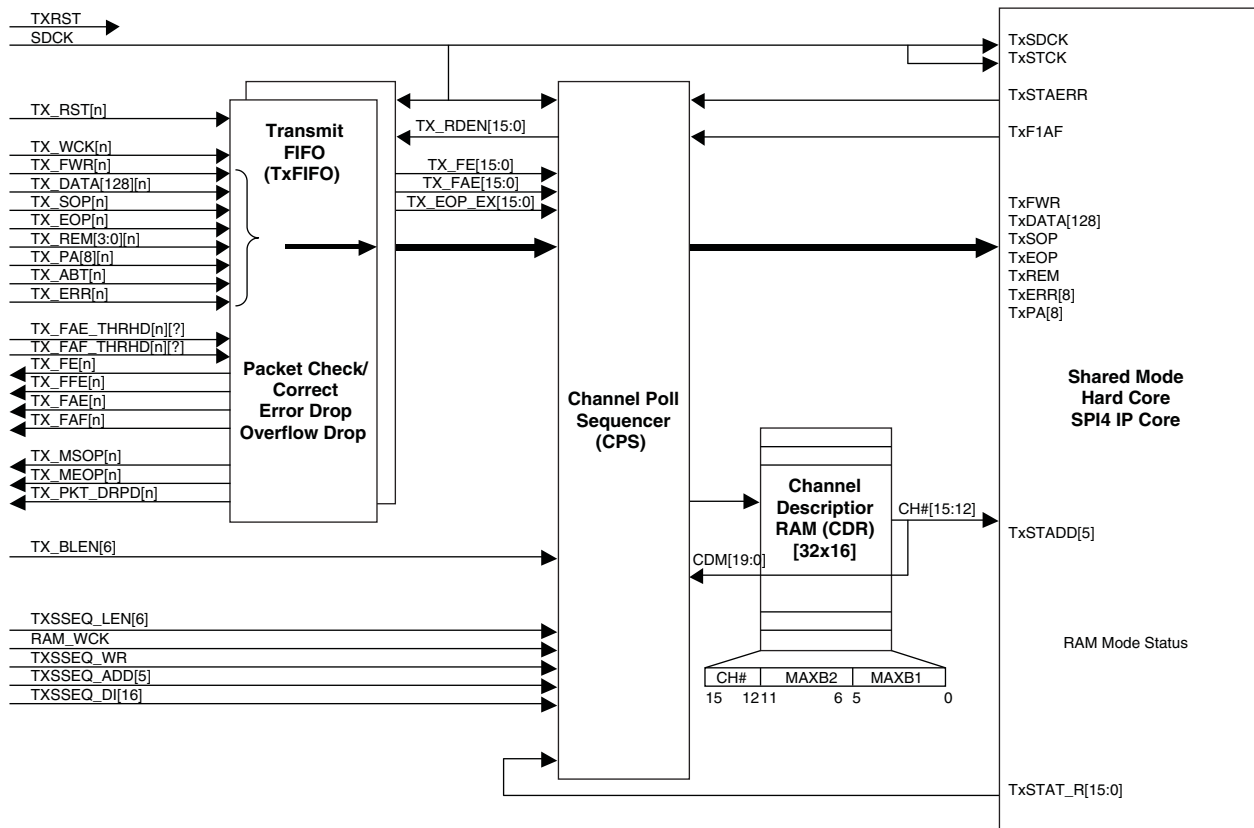 TXRST
SDCK
TX_RST[n]
TX_WCK[n]
TX_FWR[n]
TX_DATA[128][n]
TX_SOP[n]
TX_EOP[n]
TX_REM[3:0][n]
TX_PA[8][n]
TX_ABT[n]
TX_ERR[n]
TX_FAE_THRHD[n][?]
TX_FAF_THRHD[n][?]
TX_FE[n]
TX_FFE[n]
TX_FAE[n]
TX_FAF[n]
TX_MSOP[n]
TX_MEOP[n]
TX_PKT_DRPD[n]
TX_BLEN[6]
TXSSEQ_LEN[6]
RAM_WCK
TXSSEQ_WR
TXSSEQ_ADD[5]
TXSSEQ_DI[16]
Transmit
FIFO
(TxFIFO)
Packet Check/
Correct
Error Drop
Overflow Drop
TX_RDEN[15:0]
TX_FE[15:0]
TX_FAE[15:0]
TX_EOP_EX[15:0]
Channel Poll
Sequencer
(CPS)
Channel
Descriptior
RAM (CDR)
[32x16]
CH#[15:12]
CDM[19:0]
CH# MAXB2 MAXB1
15 12 11 6 5 0
TxSDCK
TxSTCK
TxSTAERR
TxF1AF
TxFWR
TxDATA[128]
TxSOP
TxEOP
TxREM
TxERR[8]
TxPA[8]
Shared Mode
Hard Core
SPI4 IP Core
TxSTADD[5]
RAM Mode Status
TxSTAT_R[15:0]